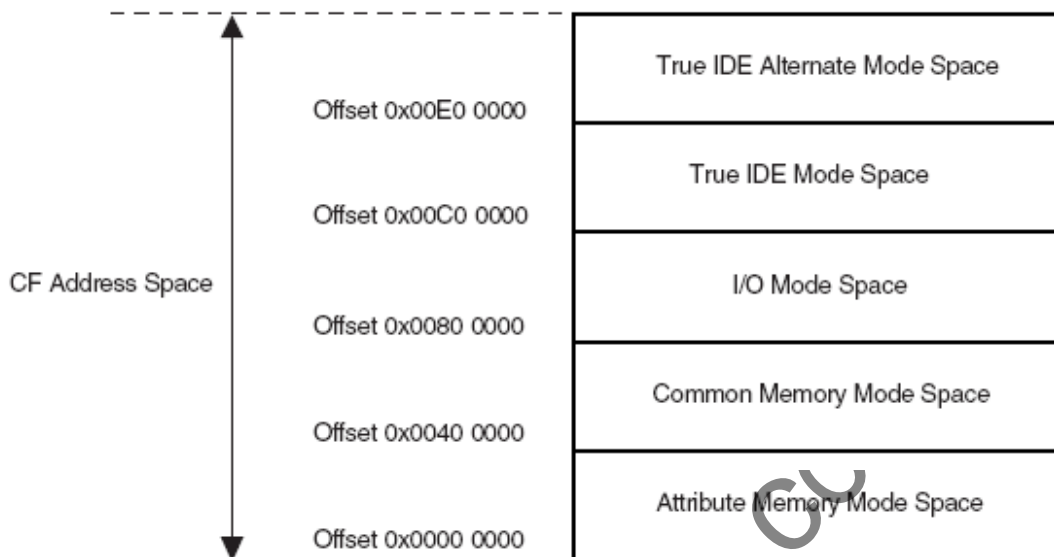 True IDE Alternate Mode Space
Offset 0x00E0 0000
True IDE Mode Space
Offset 0x00C0 0000
CF Address Space
I/O Mode Space
Offset 0x0080 0000
Common Memory Mode Space
Offset 0x0040 0000
Attribute Memory Mode Space
Offset 0x0000 0000